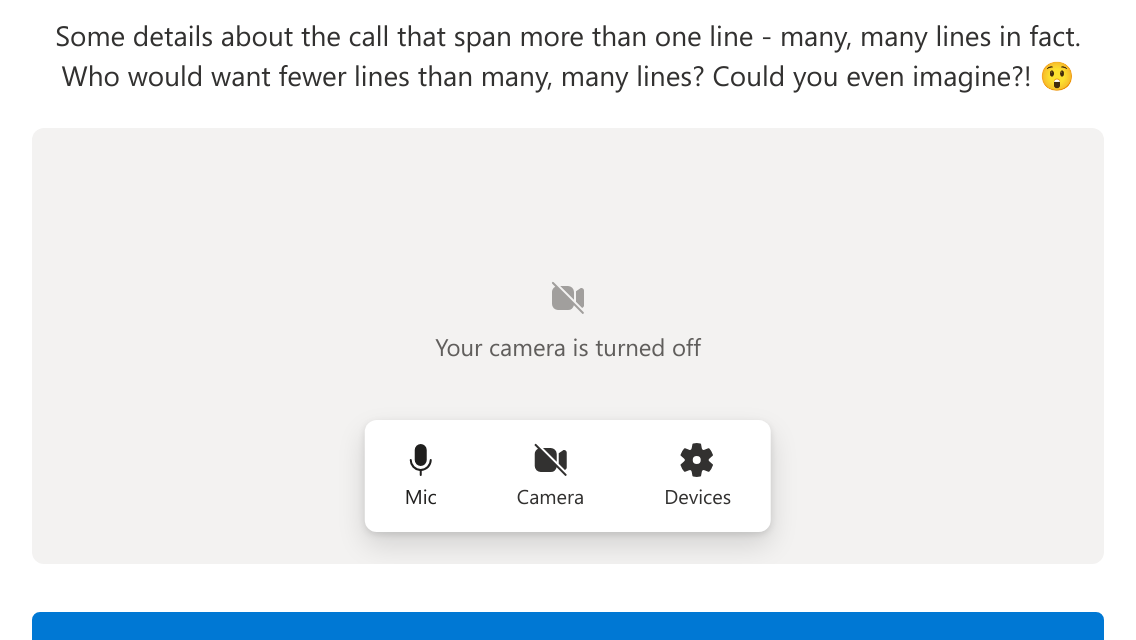 Some details about the call that span more than one line - many, many lines in fact.
Who would want fewer lines than many, many lines? Could you even imagine?! 😲
Your camera is turned off
Mic
Camera
Devices